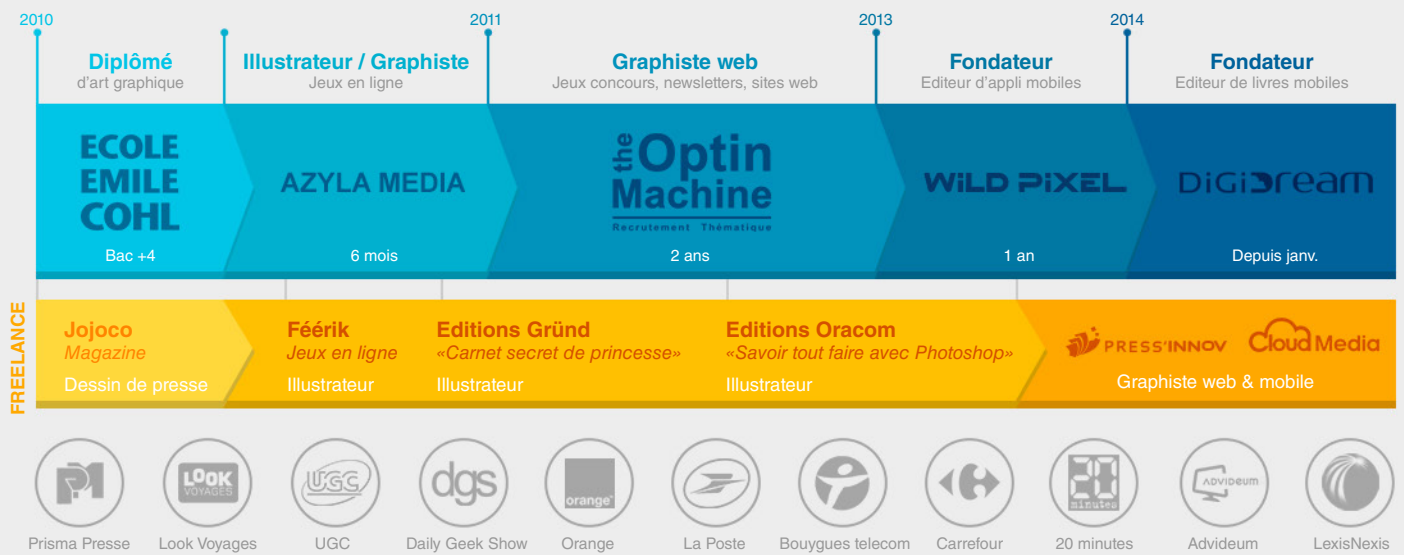 2010
2011
2013
2014
Diplômé
d'art graphique
Illustrateur / Graphiste
Jeux en ligne
Graphiste web
Jeux concours, newsletters, sites web
Fondateur
Editeur d'appli mobiles
Fondateur
Editeur de livres mobiles
ECOLE
EMILE
COHL
Bac +4
AZYLA MEDIA
6 mois
the Optin
Machine
Recrutement Thématique
2 ans
WiLD PiXEL
1 an
DiGiDream
Depuis janv.
FREELANCE
Jojoco
Magazine
Dessin de presse
Féérik
Jeux en ligne
Illustrateur
Editions Gründ
«Carnet secret de princesse»
Illustrateur
Editions Oracom
«Savoir tout faire avec Photoshop»
Illustrateur
PRESS'INNOV
Cloud Media
Graphiste web & mobile
PM
LOOK
VOYAGES
UGC
dgs
orange
20
minutes
ADVIDEUM
Prisma Presse
Look Voyages
UGC
Daily Geek Show
Orange
La Poste
Bouygues telecom
Carrefour
20 minutes
Advideum
LexisNexis